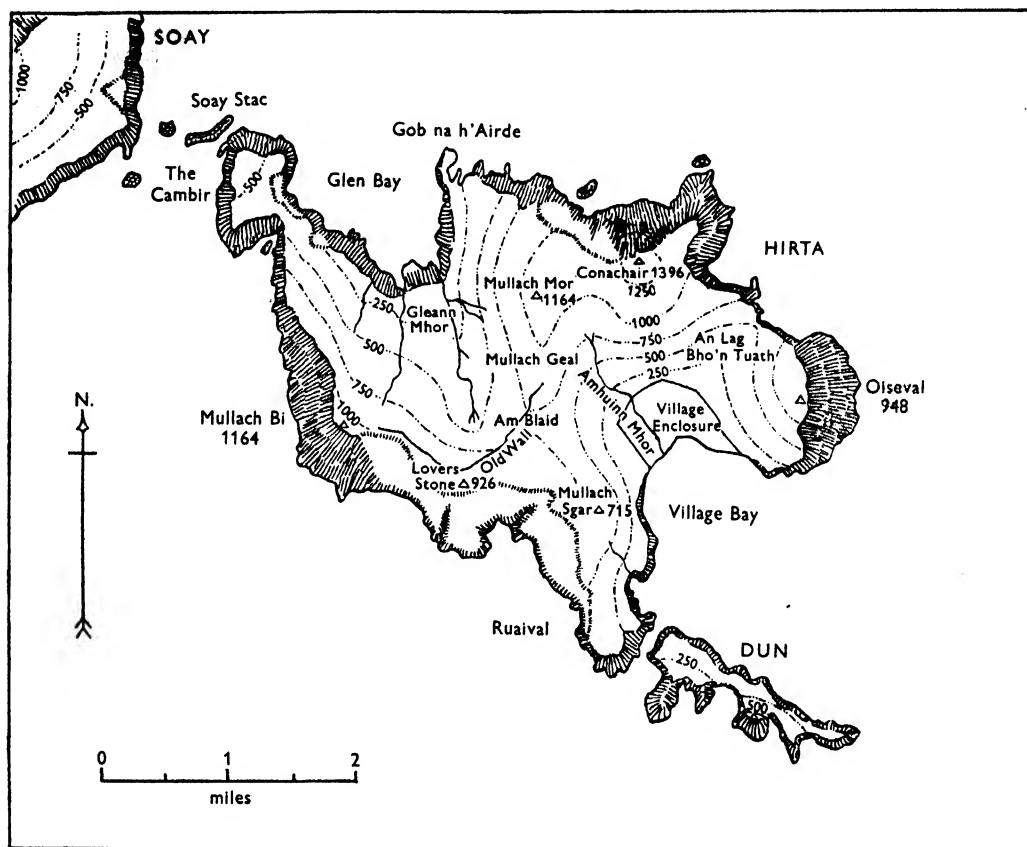 SOAY
1000
750
500
Soay Stac
Gob na h'Airde
The
Cambir
500
Glen Bay
HIRTA
Conachair 1396
1250
Mullach Mor
1164
250
Gleann
Mhor
1000
750
An Lag
Bho'n Tuath
500
250
500
Mullach Geal
Oiseval
948
N.
750
Amhuinn Mhor
Village
Enclosure
Mullach Bi
1164
1000
Am Blaid
Old Wall
Lovers
Stone 926
Mullach
Sgar 715
Village Bay
Ruaival
DUN
250
500
0 1 2
miles